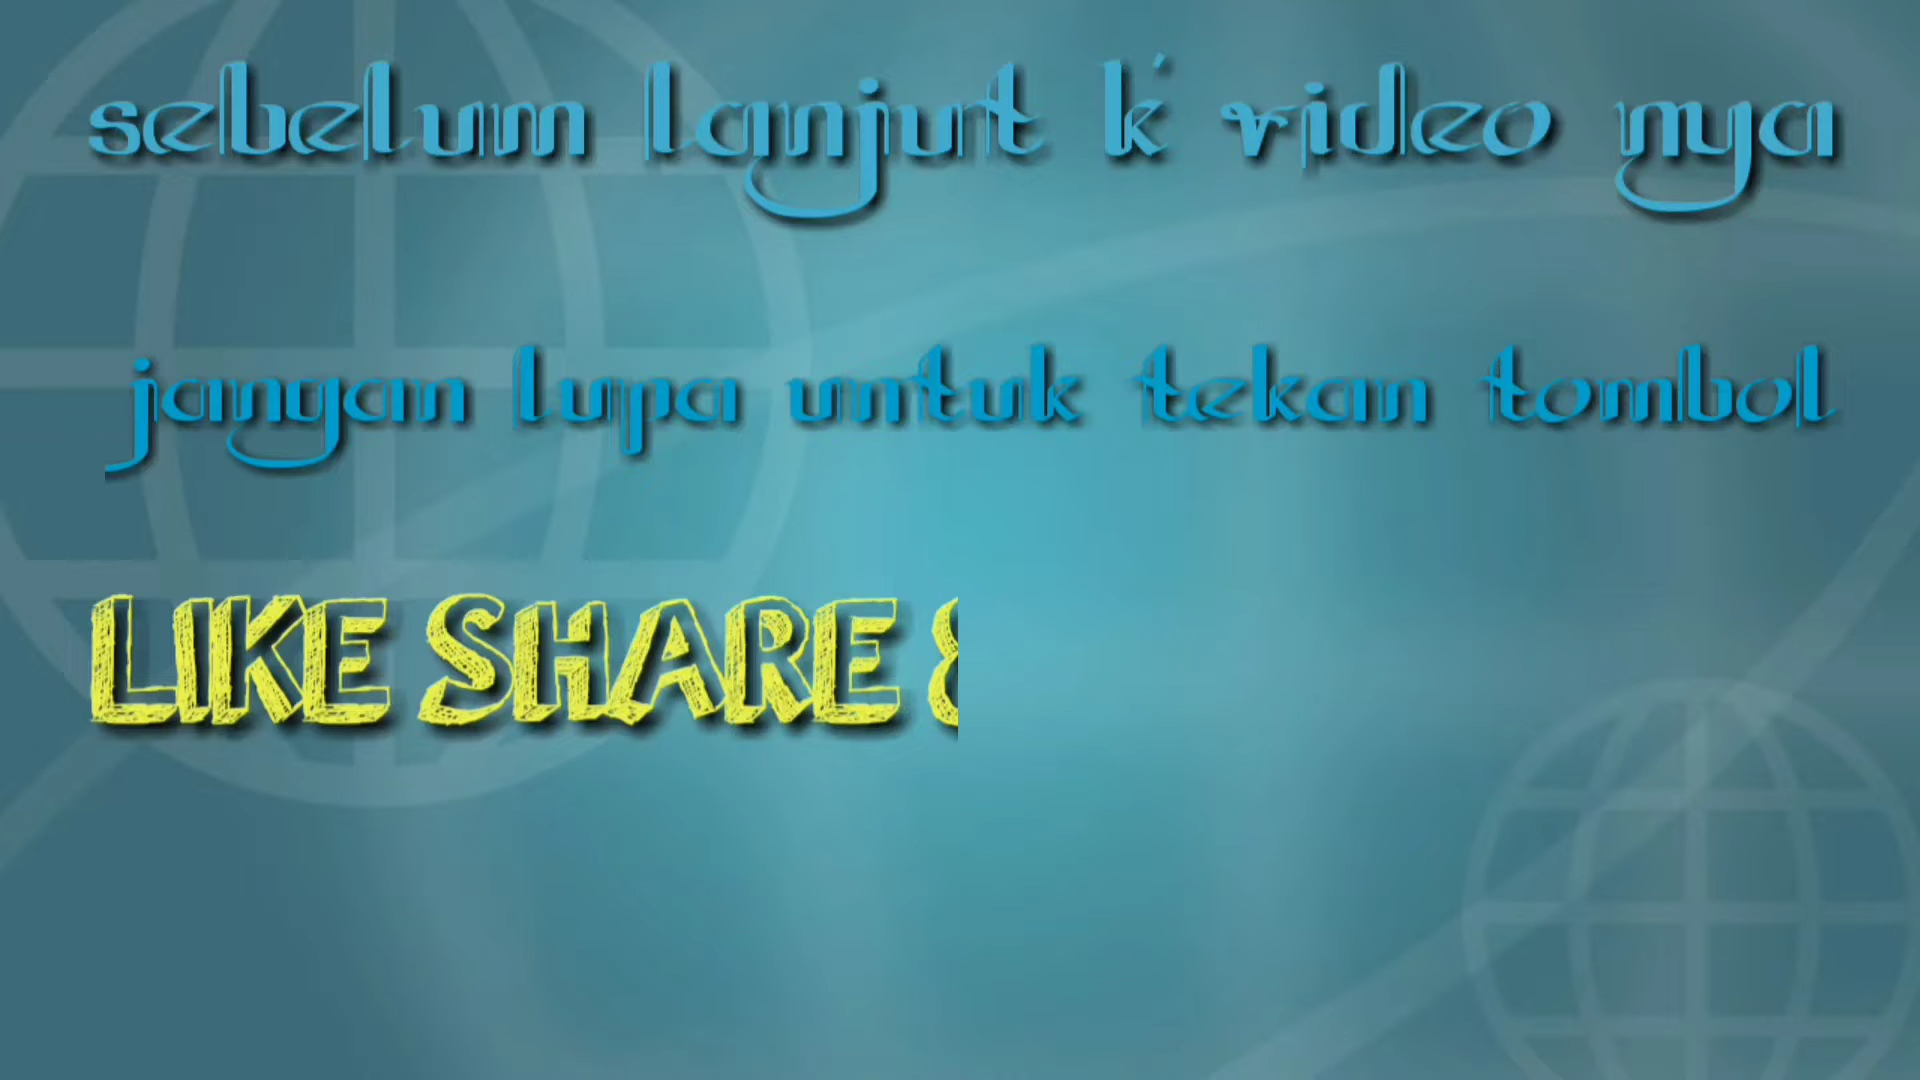 sebelum lanjut k' video nya
jangan lupa untuk tekan tombol
LIKE SHARE &